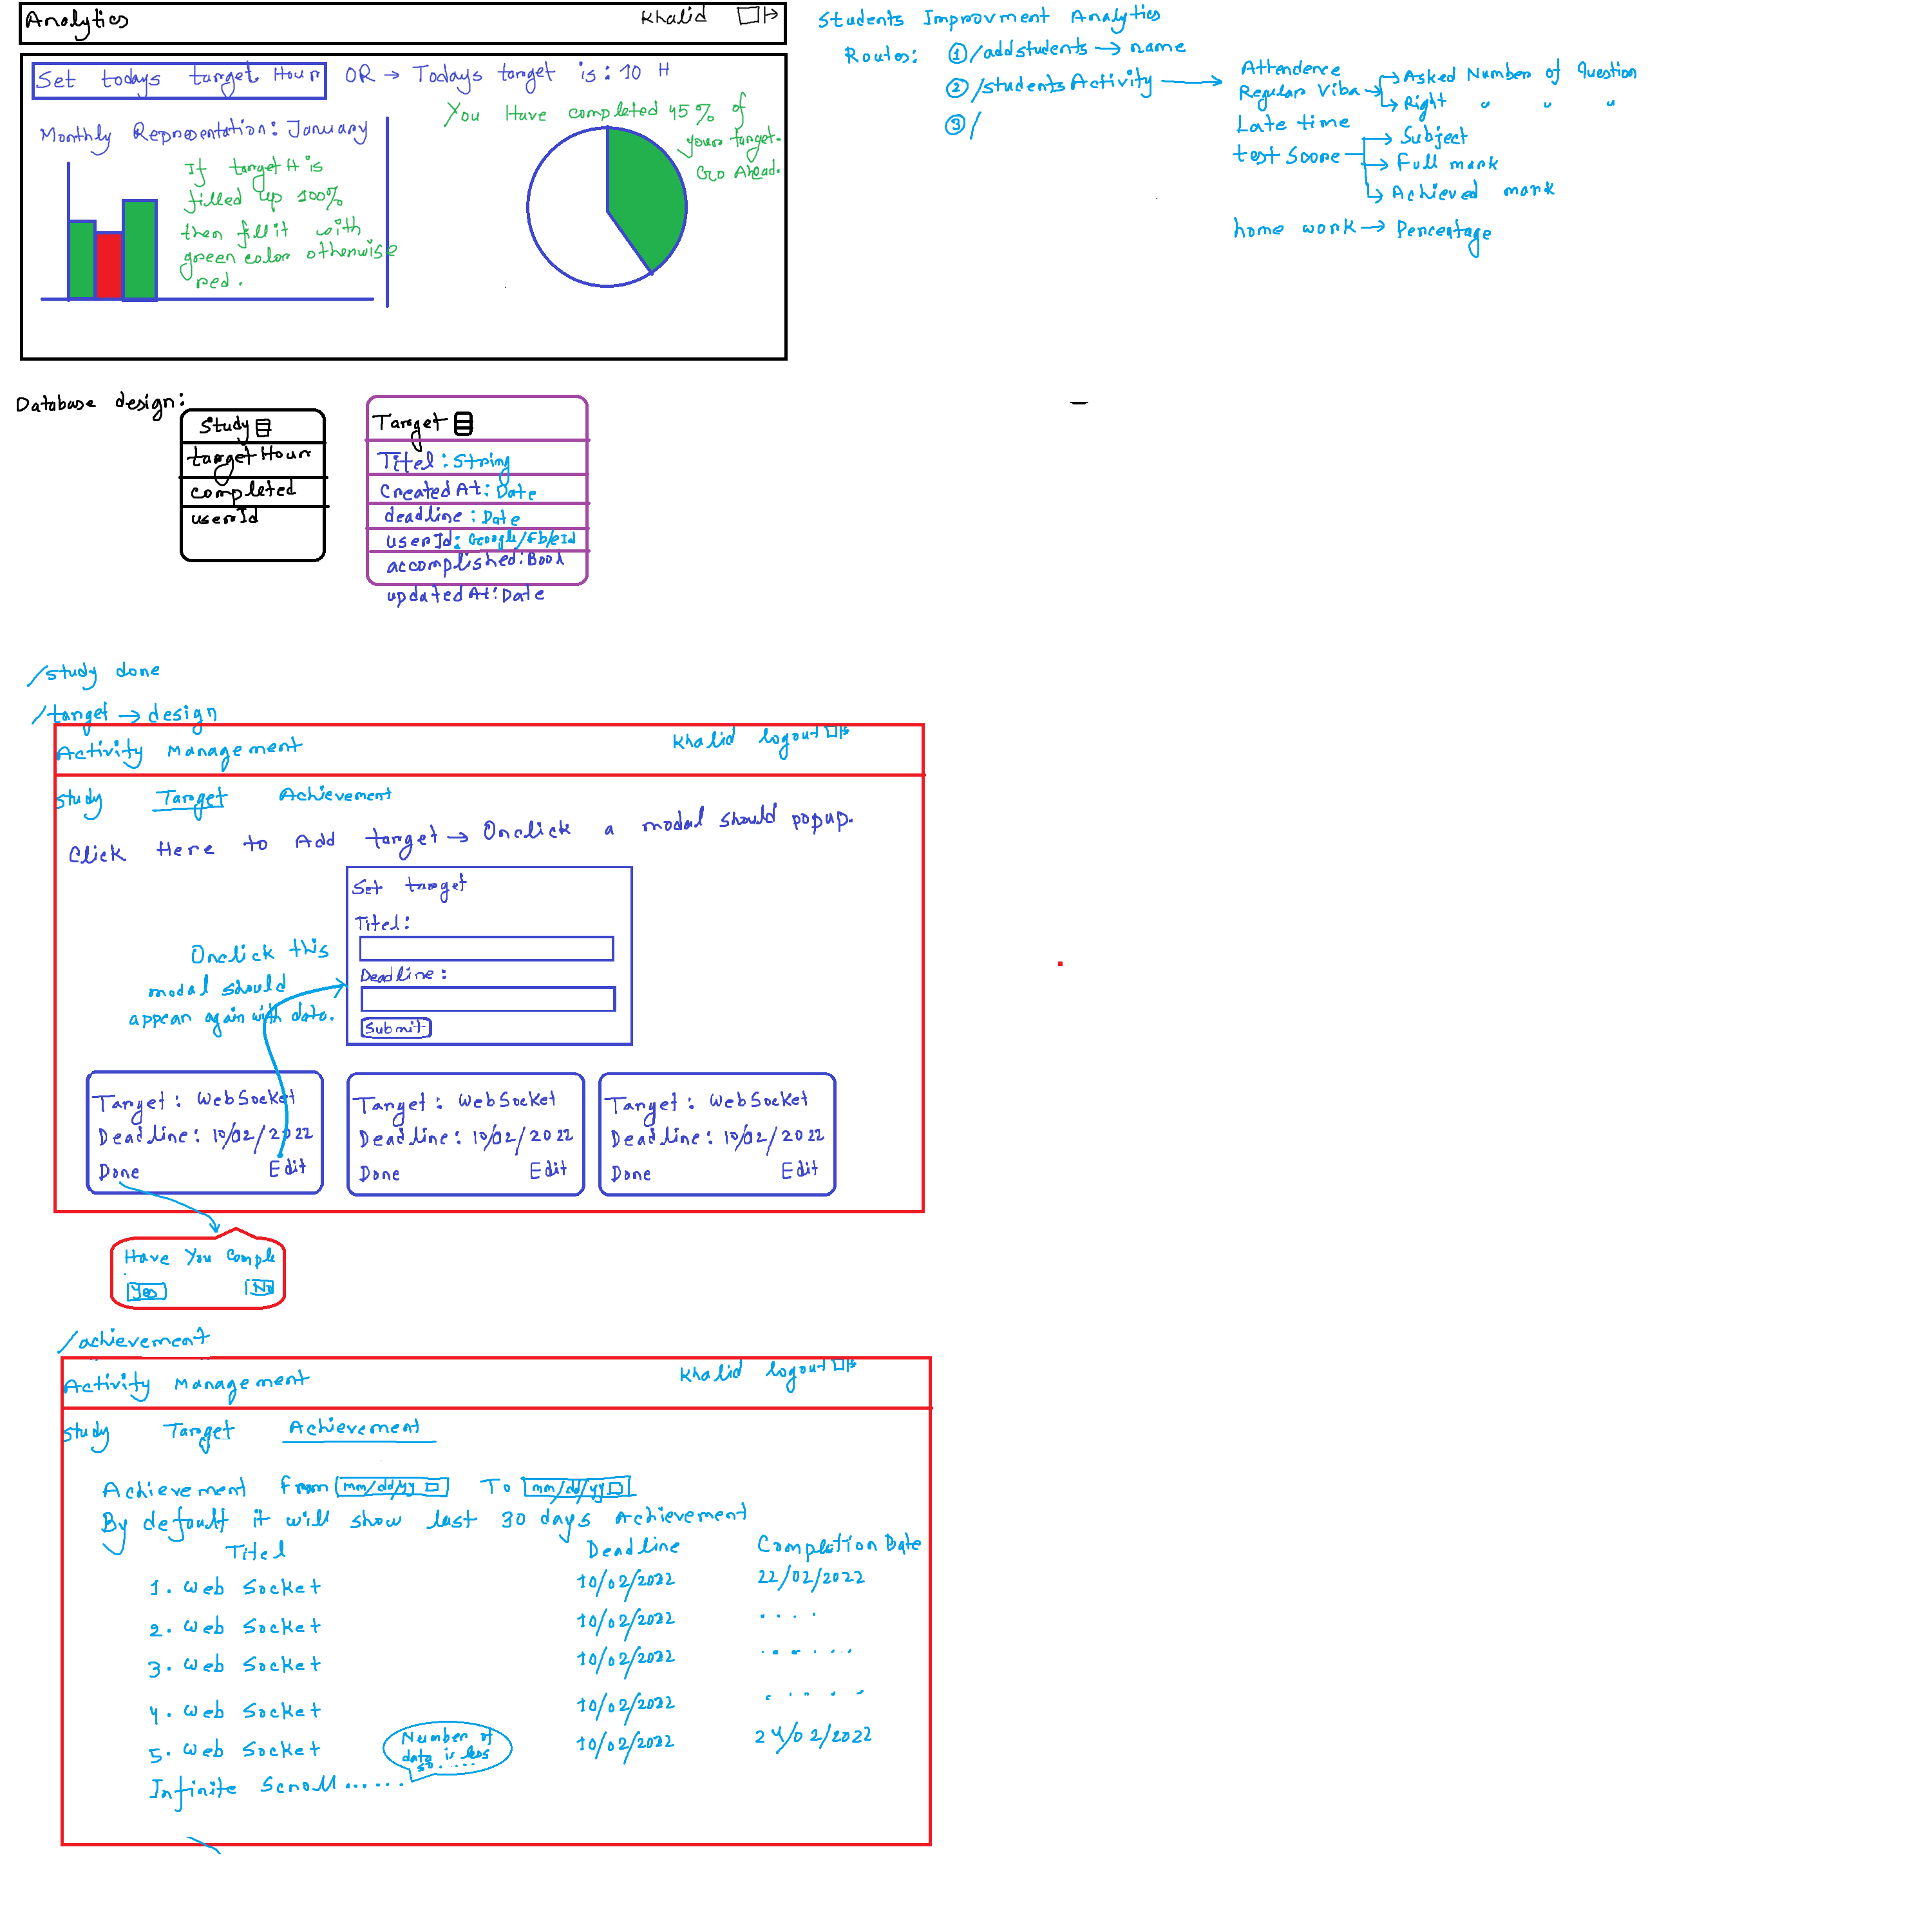 Analytics Khalid
Set todays target Hour OR → Todays target is: 10 H
You Have completed 45% of
your target.
Go Ahead.
Monthly Representation: January
If target H is
filled up 100%
then fill it with
green color otherwise
red.
Students Improvment Analytics
Routes: ① /addstudents → name
② /studentsActivity →
③ /
Attendence
Regular Viba → Asked Number of Question
→ Right " " "
Late time
test Score → Subject
→ Full mark
→ Achieved mark
home work → Percentage
Database design:
Study
targetHour
completed
userId
Target
Titel: String
CreatedAt: Date
deadline: Date
userId: Google/Fb/eId
accomplished: Bool
updatedAt: Date
/study done
/target → design
Activity Management Khalid logout
study Target Achievement
Click Here to Add target → Onclick a modal should popup.
Set target
Titel:
Deadline:
Submit
Onclick this
modal should
appear again with data.
Target: WebSocket
Deadline: 10/02/2022
Done Edit
Target: WebSocket
Deadline: 10/02/2022
Done Edit
Target: WebSocket
Deadline: 10/02/2022
Done Edit
Have You Comple
Yes No
/achievement
Activity Management Khalid logout
study Target Achievement
Achievement from mm/dd/yy To mm/dd/yy
By default it will show last 30 days Achievement
Titel Deadline Completion Date
1. Web Socket 10/02/2022 22/02/2022
2. Web Socket 10/02/2022 ....
3. Web Socket 10/02/2022 ......
4. Web Socket 10/02/2022 .....
5. Web Socket 10/02/2022 24/02/2022
Number of
data is less
so.....
Infinite Scroll......